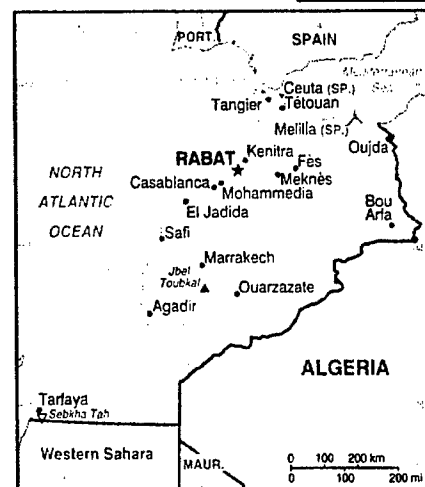 PORT.
SPAIN
Ceuta (SP.)
Mediterranean
Sea
Tangier
Tétouan
Melilla (SP.)
Oujda
RABAT
Kenitra
Fès
Meknès
NORTH
ATLANTIC
OCEAN
Casablanca
Mohammedia
El Jadida
Bou
Arfa
Safi
Marrakech
Jbel
Toubkal
Ouarzazate
Agadir
ALGERIA
Tarfaya
Sebkha Tah
Western Sahara
MAUR.
0 100 200 km
0 100 200 mi